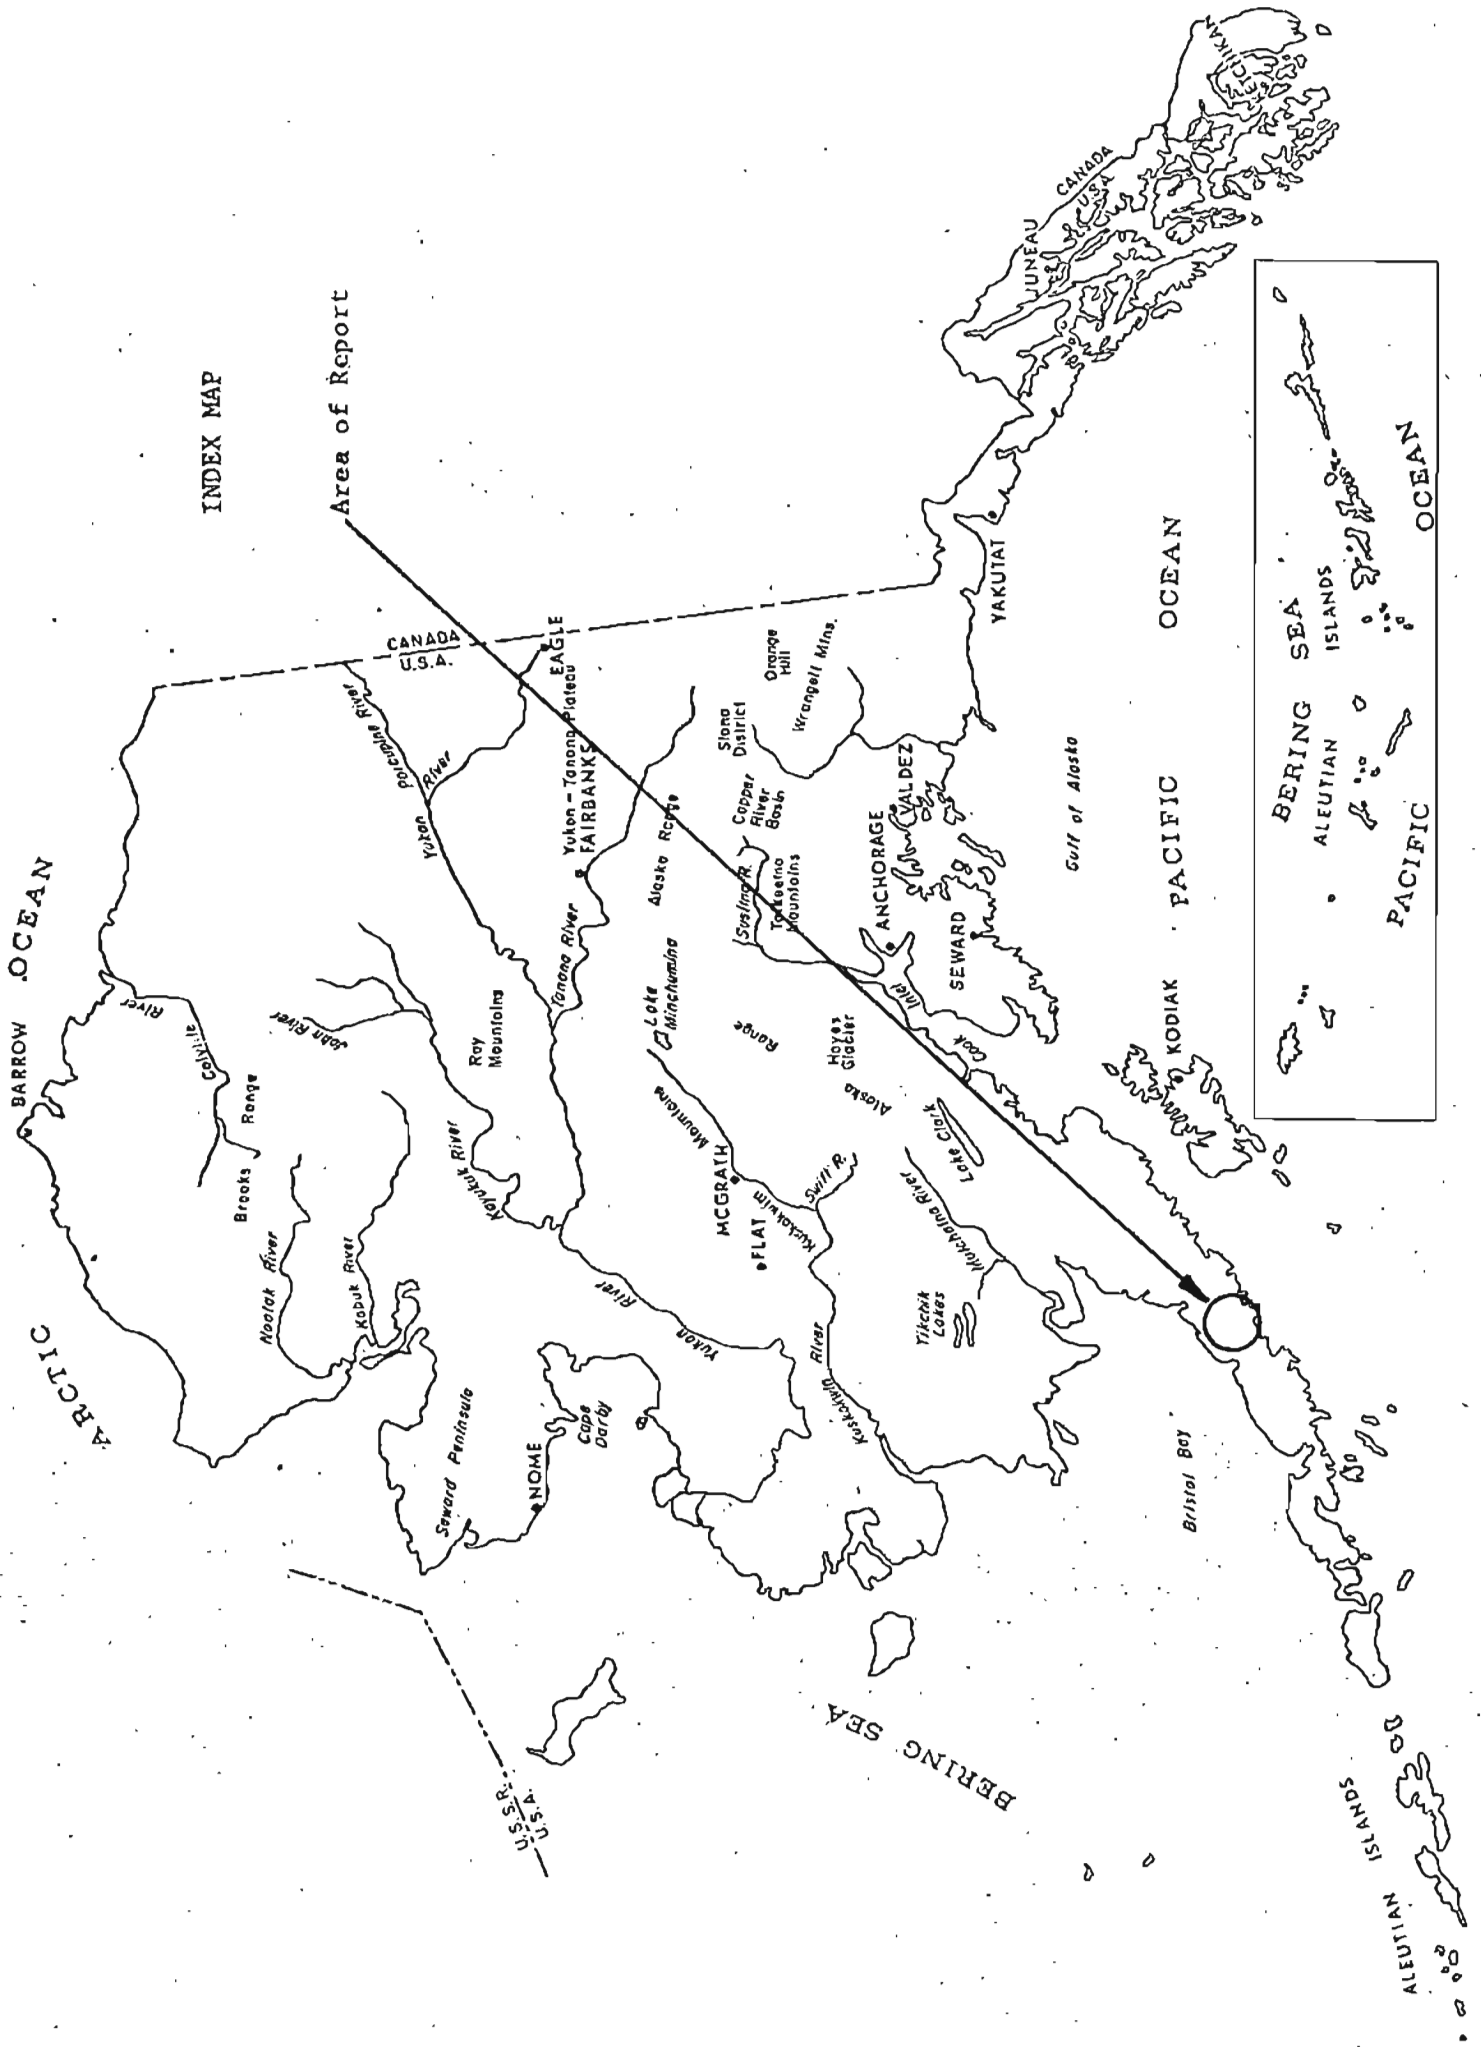 INDEX MAP
Area of Report
ARCTIC OCEAN
BARROW
Colville
River
John River
Brooks Range
Noatak River
Kobuk River
Koyukuk River
Ray
Mountains
Porcupine River
Yukon
River
CANADA
U.S.A.
EAGLE
Yukon - Tanana Plateau
FAIRBANKS
Tanana River
Seward Peninsula
NOME
Cape
Darby
U.S.S.R.
U.S.A.
River
Yukon
Alaska Range
Lake
Minchumina
Mountains
MCGRATH
FLAT
Kuskokwim
Swift R.
River
Kuskokwim
Slana
District
Orange
Hill
Wrangell Mtns.
Copper
River
Basin
Susitna R.
Talkeetna
Mountains
Range
Alaska
Hayes
Glacier
ANCHORAGE
VALDEZ
SEWARD
Cook
Inlet
Lake Clark
Mulchatna River
Tikchik
Lakes
YAKUTAT
JUNEAU
CANADA
U.S.A.
KETCHIKAN
Gulf of Alaska
KODIAK
PACIFIC OCEAN
Bristol Bay
BERING SEA
ALEUTIAN ISLANDS
BERING SEA
ALEUTIAN ISLANDS
PACIFIC OCEAN